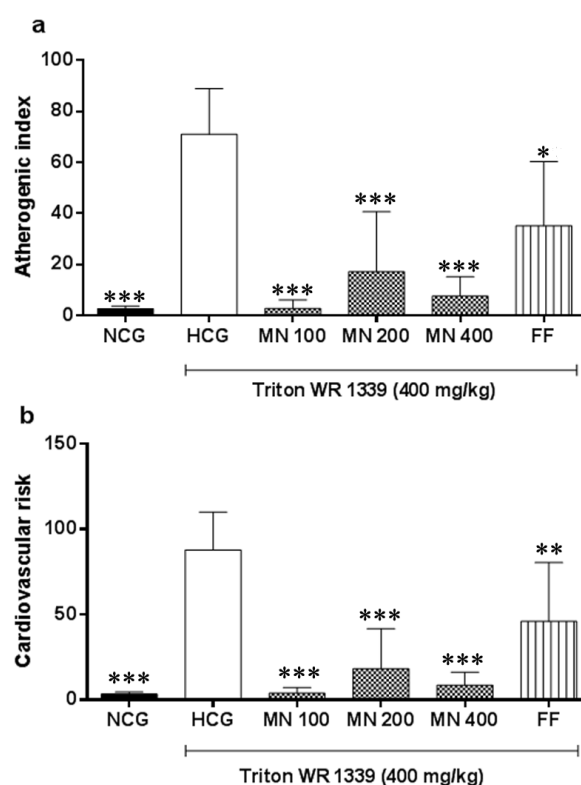 a
Atherogenic index
100
80
60
40
20
0
***
***
***
***
*
NCG HCG MN 100 MN 200 MN 400 FF
Triton WR 1339 (400 mg/kg)
b
Cardiovascular risk
150
100
50
0
***
***
***
***
**
NCG HCG MN 100 MN 200 MN 400 FF
Triton WR 1339 (400 mg/kg)